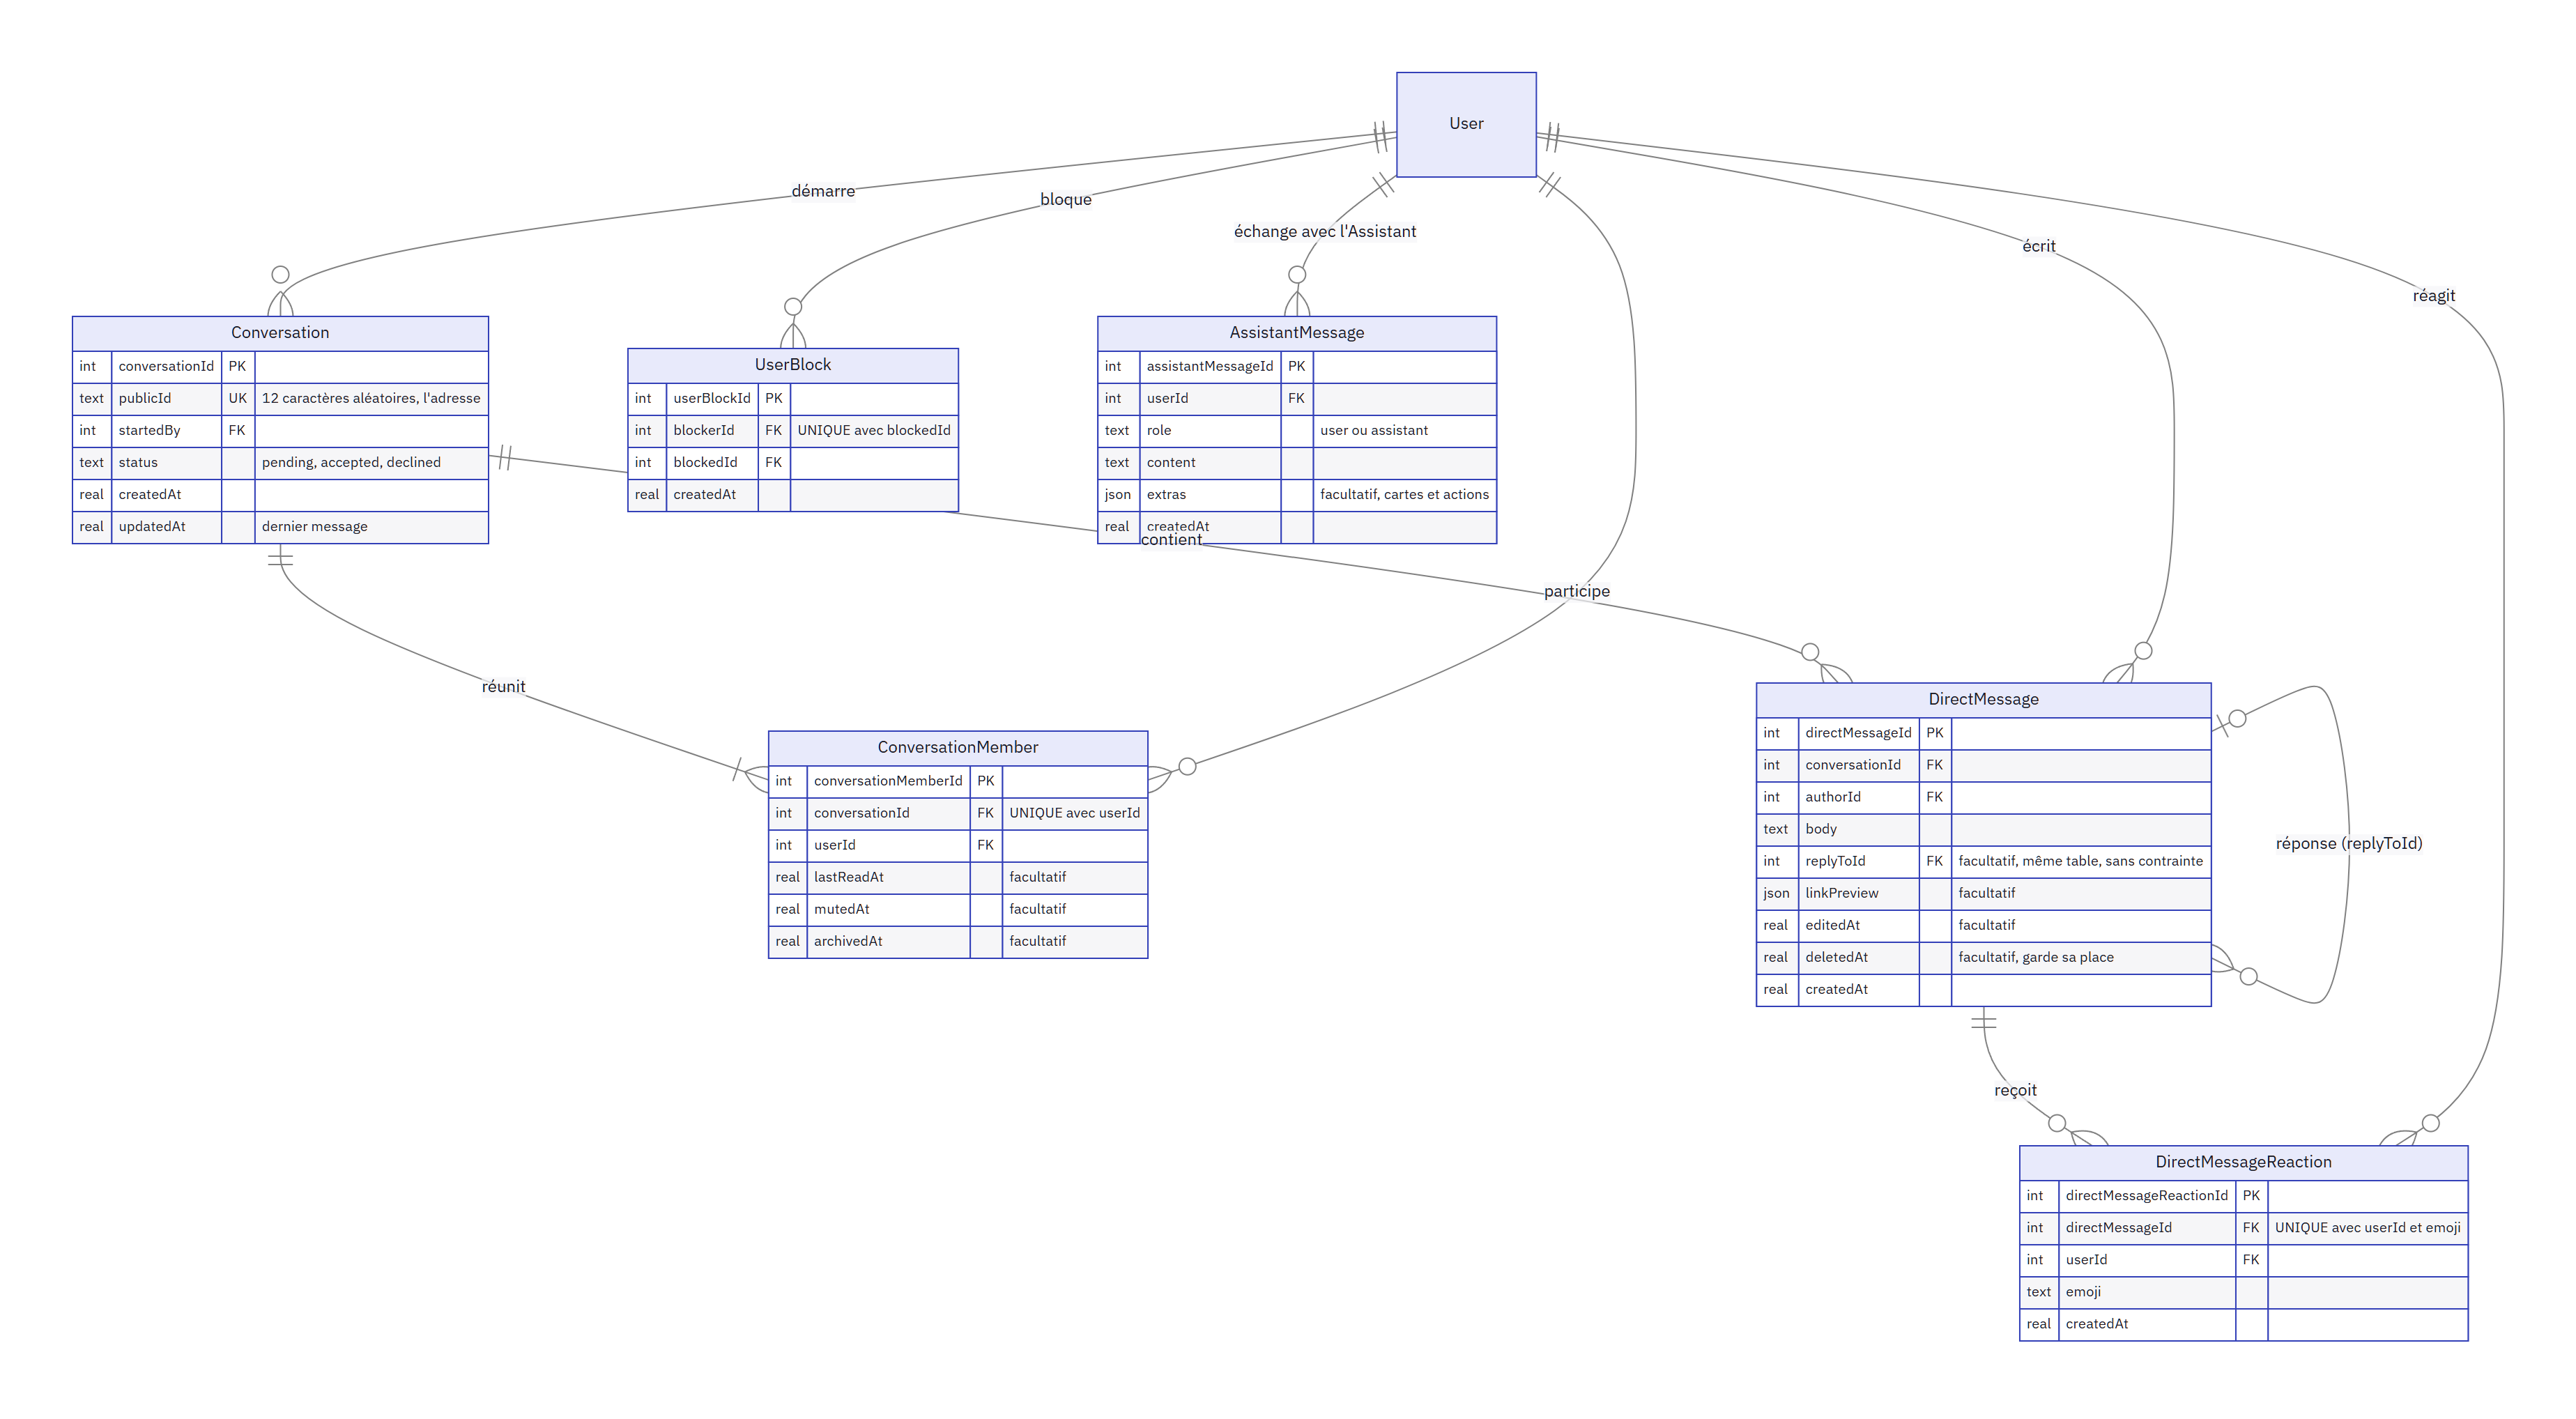 User
démarre
bloque
échange avec l'Assistant
écrit
réagit
Conversation
int conversationId PK
text publicId UK 12 caractères aléatoires, l'adresse
int startedBy FK
text status pending, accepted, declined
real createdAt
real updatedAt dernier message
UserBlock
int userBlockId PK
int blockerId FK UNIQUE avec blockedId
int blockedId FK
real createdAt
AssistantMessage
int assistantMessageId PK
int userId FK
text role user ou assistant
text content
json extras facultatif, cartes et actions
real createdAt
contient
participe
réunit
ConversationMember
int conversationMemberId PK
int conversationId FK UNIQUE avec userId
int userId FK
real lastReadAt facultatif
real mutedAt facultatif
real archivedAt facultatif
DirectMessage
int directMessageId PK
int conversationId FK
int authorId FK
text body
int replyToId FK facultatif, même table, sans contrainte
json linkPreview facultatif
real editedAt facultatif
real deletedAt facultatif, garde sa place
real createdAt
réponse (replyToId)
reçoit
DirectMessageReaction
int directMessageReactionId PK
int directMessageId FK UNIQUE avec userId et emoji
int userId FK
text emoji
real createdAt